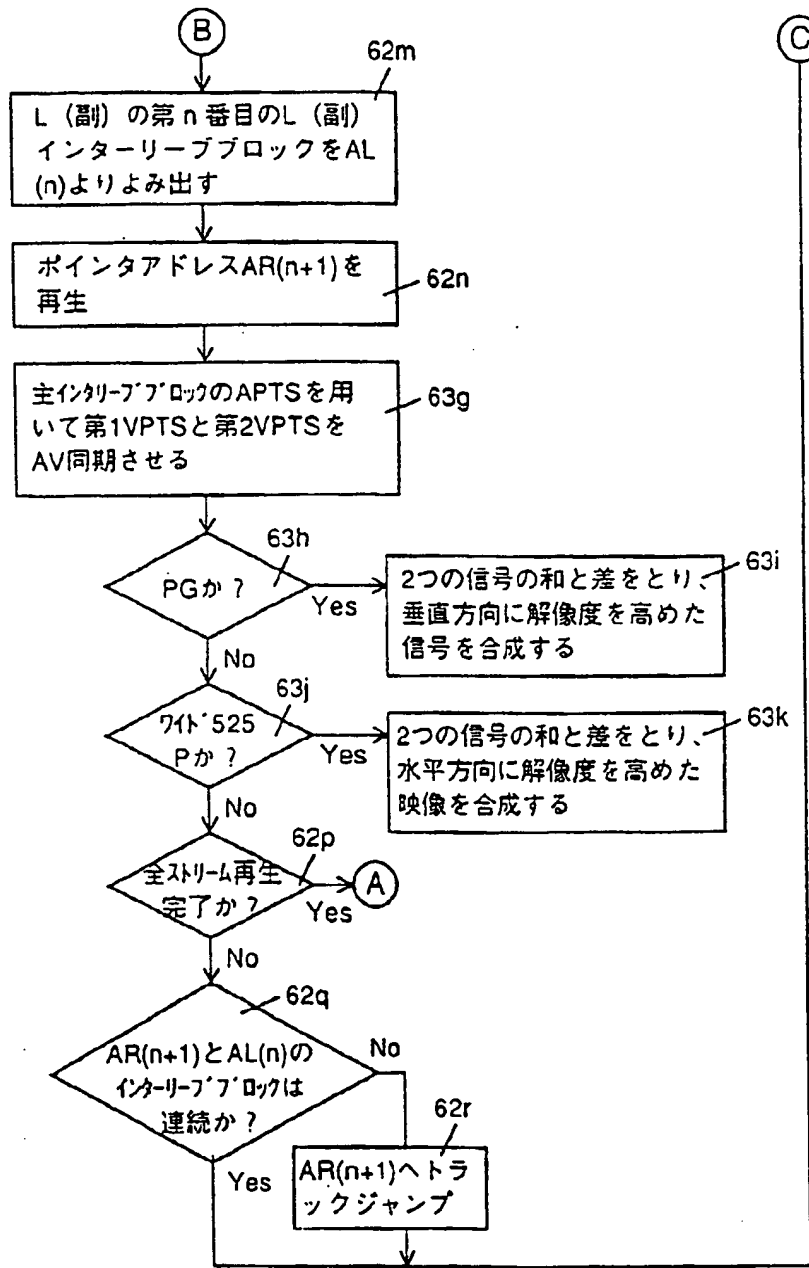 B
C
62m
L（副）の第n番目のL（副）
インターリーブブロックをAL
(n)よりよみ出す
ポインタアドレスAR(n+1)を
再生
62n
主インタリーブブロックのAPTSを用
いて第1VPTSと第2VPTSを
AV同期させる
63g
63h
PGか？
Yes
No
2つの信号の和と差をとり、
垂直方向に解像度を高めた
信号を合成する
63i
63j
ワイド525
Pか？
Yes
No
2つの信号の和と差をとり、
水平方向に解像度を高めた
映像を合成する
63k
62p
全ストリーム再生
完了か？
Yes
A
No
62q
AR(n+1)とAL(n)の
インターリーブブロックは
連続か？
No
Yes
62r
AR(n+1)へトラ
ックジャンプ